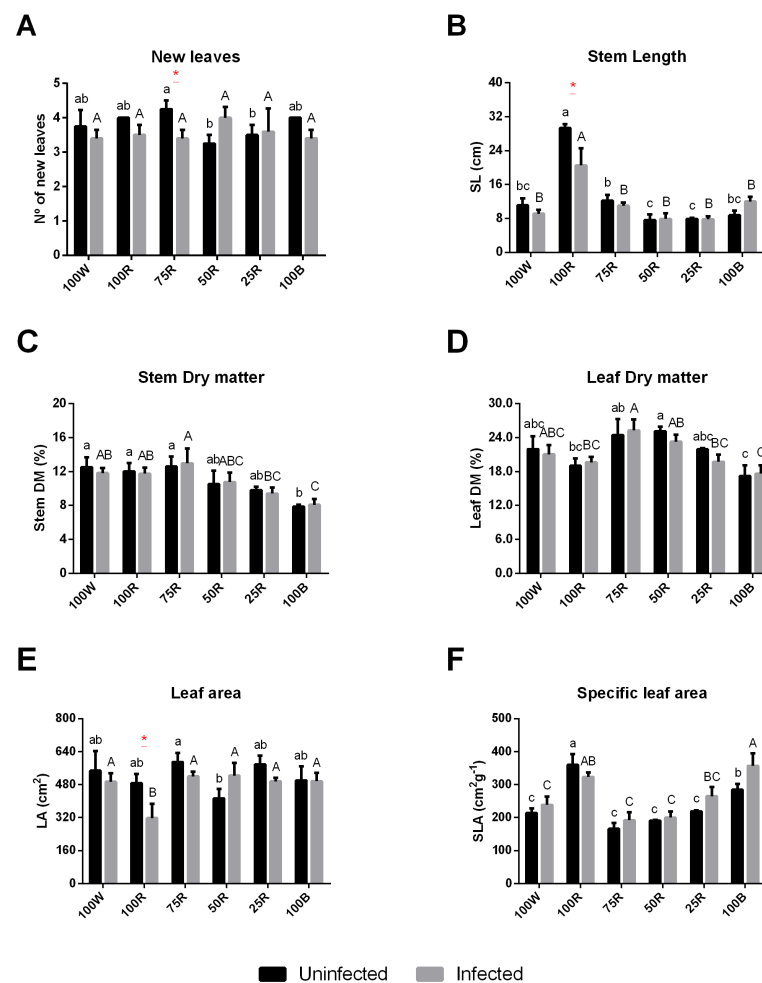 A
New leaves
*
Nº of new leaves
5
4
3
2
1
0
ab A ab A a A b A b A ab A
100W 100R 75R 50R 25R 100B
B
Stem Length
*
SL (cm)
40
32
24
16
8
0
bc B a A b B c B c B bc B
100W 100R 75R 50R 25R 100B
C
Stem Dry matter
Stem DM (%)
20
16
12
8
4
0
a AB a AB a A ab ABC ab BC b C
100W 100R 75R 50R 25R 100B
D
Leaf Dry matter
Leaf DM (%)
30.0
24.0
18.0
12.0
6.0
0.0
abc ABC bc BC ab A a AB abc BC c C
100W 100R 75R 50R 25R 100B
E
Leaf area
*
LA (cm²)
800
640
480
320
160
0
ab A ab B a A b A ab A ab A
100W 100R 75R 50R 25R 100B
F
Specific leaf area
SLA (cm²g⁻¹)
500
400
300
200
100
0
c C a AB c C c C c BC b A
100W 100R 75R 50R 25R 100B
Uninfected Infected